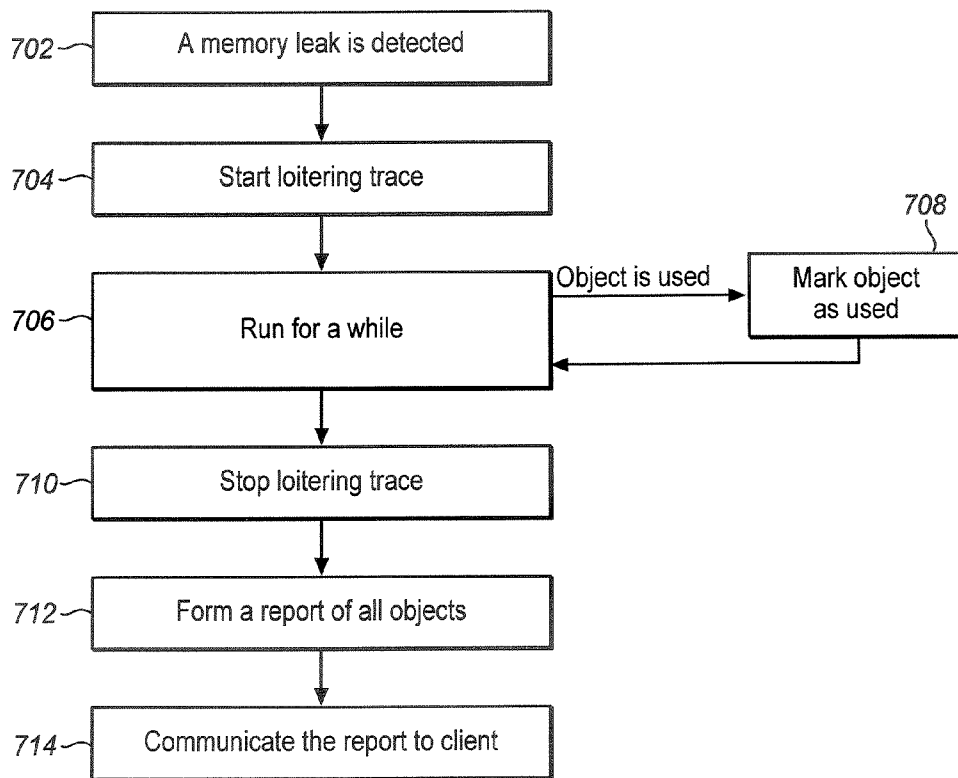 702
A memory leak is detected
704
Start loitering trace
708
706
Run for a while
Object is used
Mark object
as used
710
Stop loitering trace
712
Form a report of all objects
714
Communicate the report to client